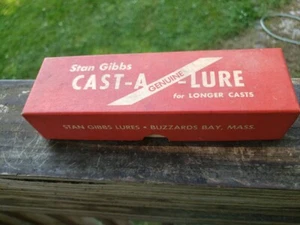 Stan Gibbs
CAST-A-LURE
GENUINE
for LONGER CASTS
STAN GIBBS LURES • BUZZARDS BAY, MASS.